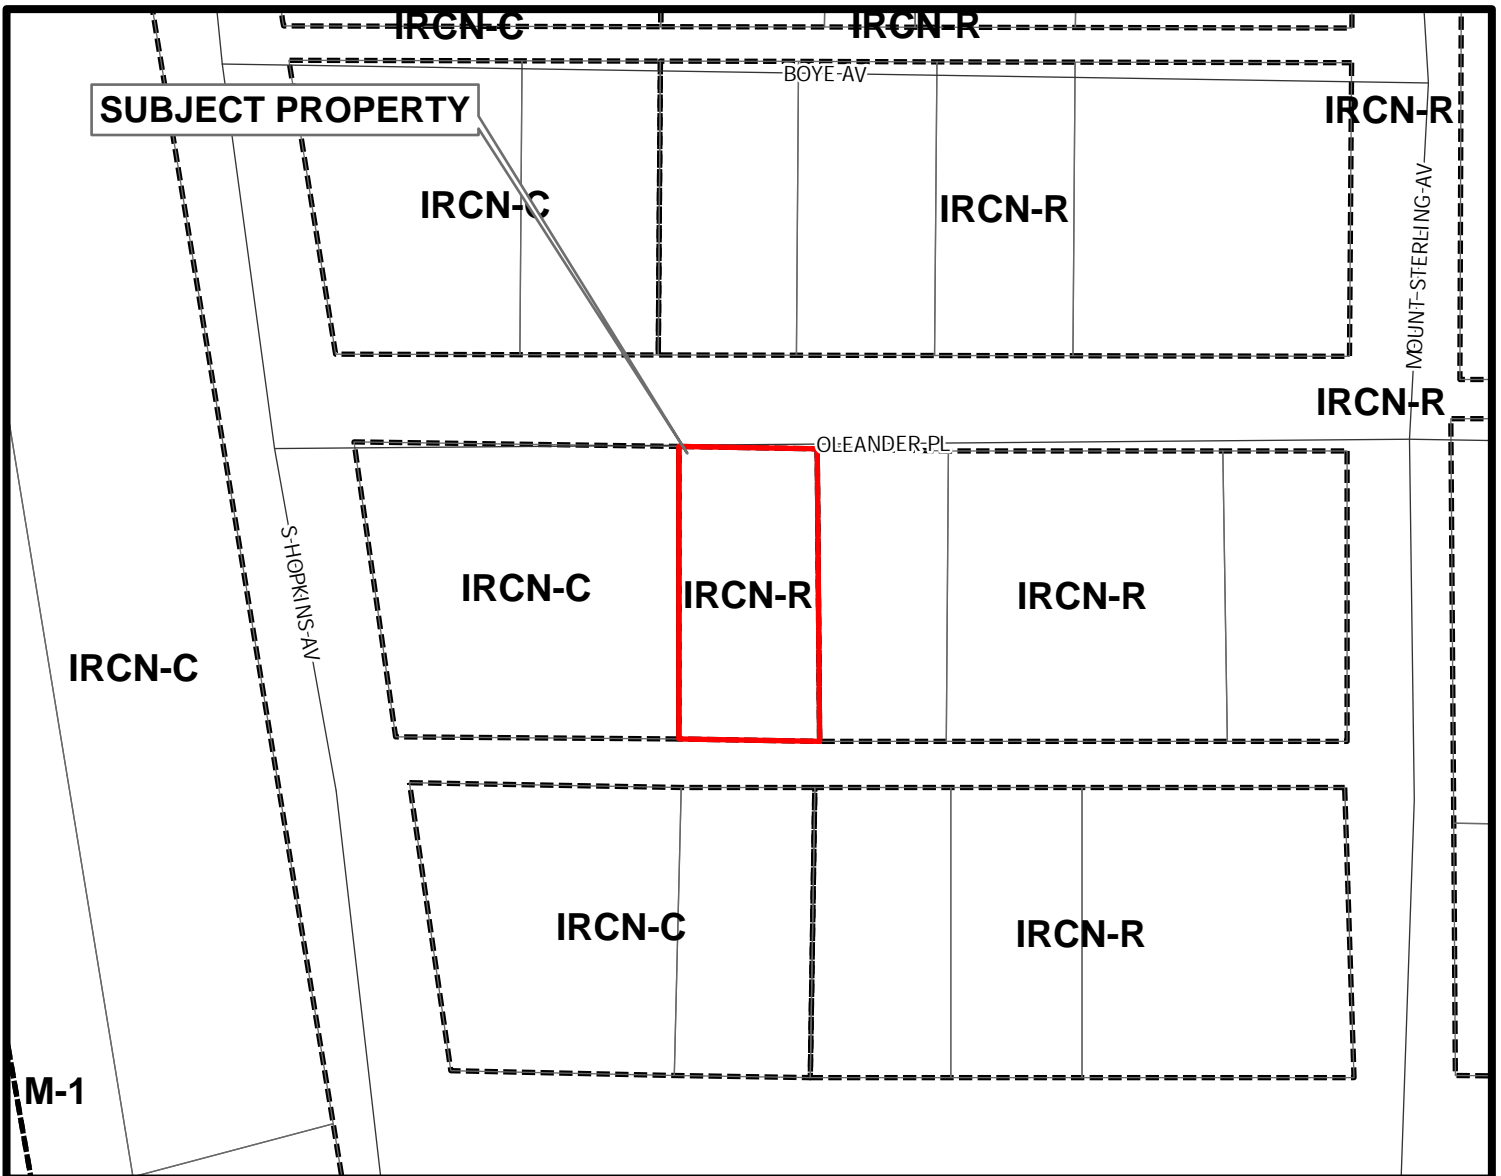 IRCN-C
IRCN-R
BOYE AV
SUBJECT PROPERTY
IRCN-R
IRCN-C
IRCN-R
MOUNT STERLING AV
IRCN-R
OLEANDER PL
S HOPKINS AV
IRCN-C
IRCN-R
IRCN-R
IRCN-C
IRCN-C
IRCN-R
M-1